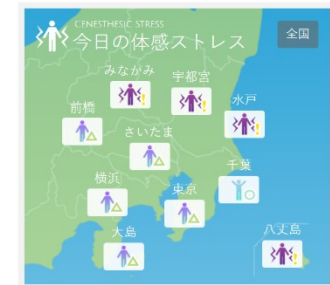 CENESTHESIC STRESS
今日の体感ストレス
全国
みなかみ
宇都宮
水戸
前橋
さいたま
千葉
横浜
東京
大島
八丈島